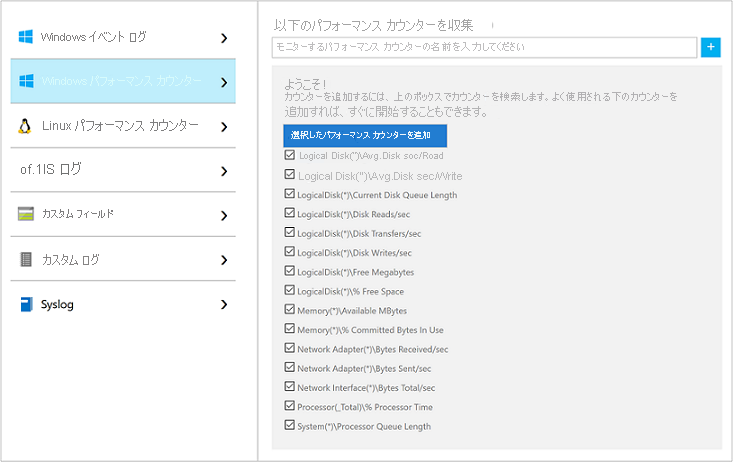 Windows イベント ログ
Windows パフォーマンス カウンター
Linux パフォーマンス カウンター
of.1IS ログ
カスタム フィールド
カスタム ログ
Syslog
以下のパフォーマンス カウンターを収集
モニターするパフォーマンス カウンターの名前を入力してください
+
ようこそ!
カウンターを追加するには、上のボックスでカウンターを検索します。よく使用される下のカウンターを
追加すれば、すぐに開始することもできます。
選択したパフォーマンス カウンターを追加
Logical Disk(")\Avg.Disk soc/Road
Logical Disk(")\Avg.Disk sec/Write
LogicalDisk(*)\Current Disk Queue Length
LogicalDisk(*)\Disk Reads/sec
LogicalDisk(*)\Disk Transfers/sec
LogicalDisk(*)\Disk Writes/sec
LogicalDisk(*)\Free Megabytes
LogicalDisk(*)\% Free Space
Memory(*)\Available MBytes
Memory(*)\% Committed Bytes In Use
Network Adapter(*)\Bytes Received/sec
Network Adapter(*)\Bytes Sent/sec
Network Interface(*)\Bytes Total/sec
Processor(_Total)\% Processor Time
System(*)\Processor Queue Length